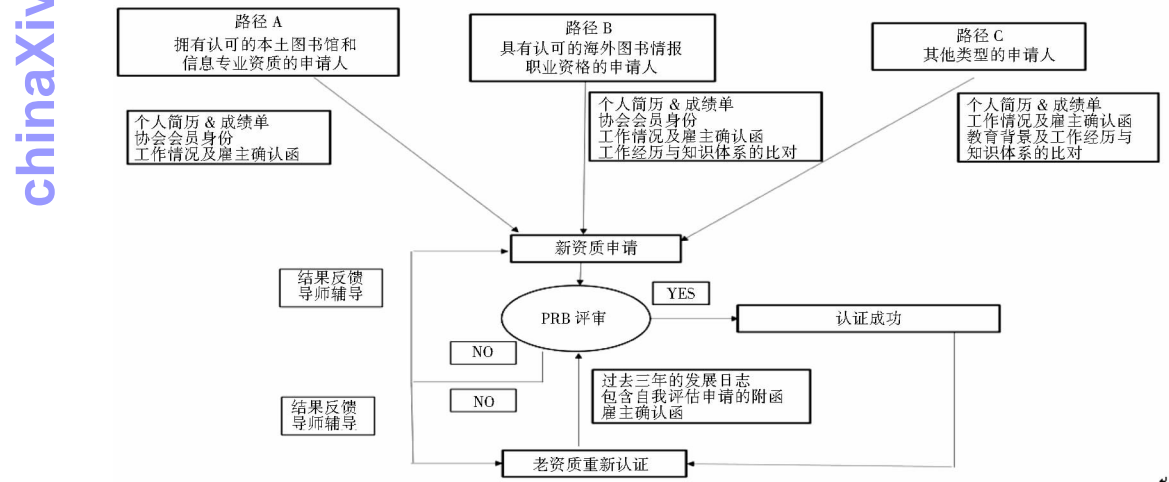 chinaXiv
路径 A
拥有认可的本土图书馆和
信息专业资质的申请人
路径 B
具有认可的海外图书情报
职业资格的申请人
路径 C
其他类型的申请人
个人简历 & 成绩单
协会会员身份
工作情况及雇主确认函
个人简历 & 成绩单
协会会员身份
工作情况及雇主确认函
工作经历与知识体系的比对
个人简历 & 成绩单
工作情况及雇主确认函
教育背景及工作经历与
知识体系的比对
新资质申请
结果反馈
导师辅导
YES
PRB 评审
认证成功
NO
NO
过去三年的发展日志
包含自我评估申请的附函
雇主确认函
结果反馈
导师辅导
老资质重新认证